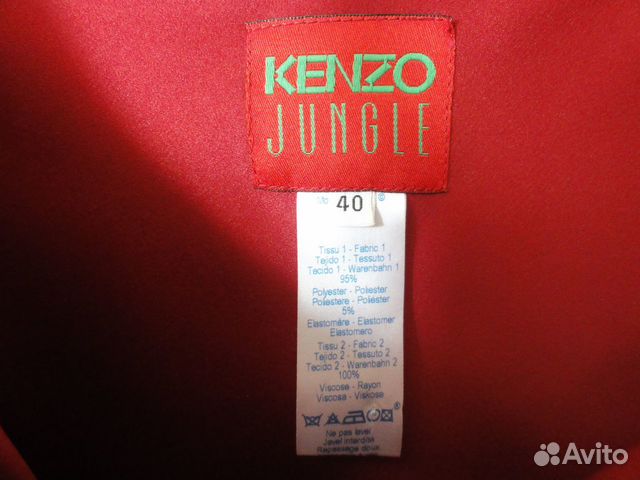 KENZO
JUNGLE
40 ©
Tissu 1 - Fabric 1
Tejido 1 - Tessuto 1
Tecido 1 - Warenbahn 1
95%
Polyester - Poliester
Poliestere - Poliéster
5%
Elastomère - Elastomer
Elastomero
Tissu 2 - Fabric 2
Tejido 2 - Tessuto 2
Tecido 2 - Warenbahn 2
100%
Viscose - Rayon
Viscosa - Viskose
®
Ne pas laver
Javel interdite
Repassage doux
Avito